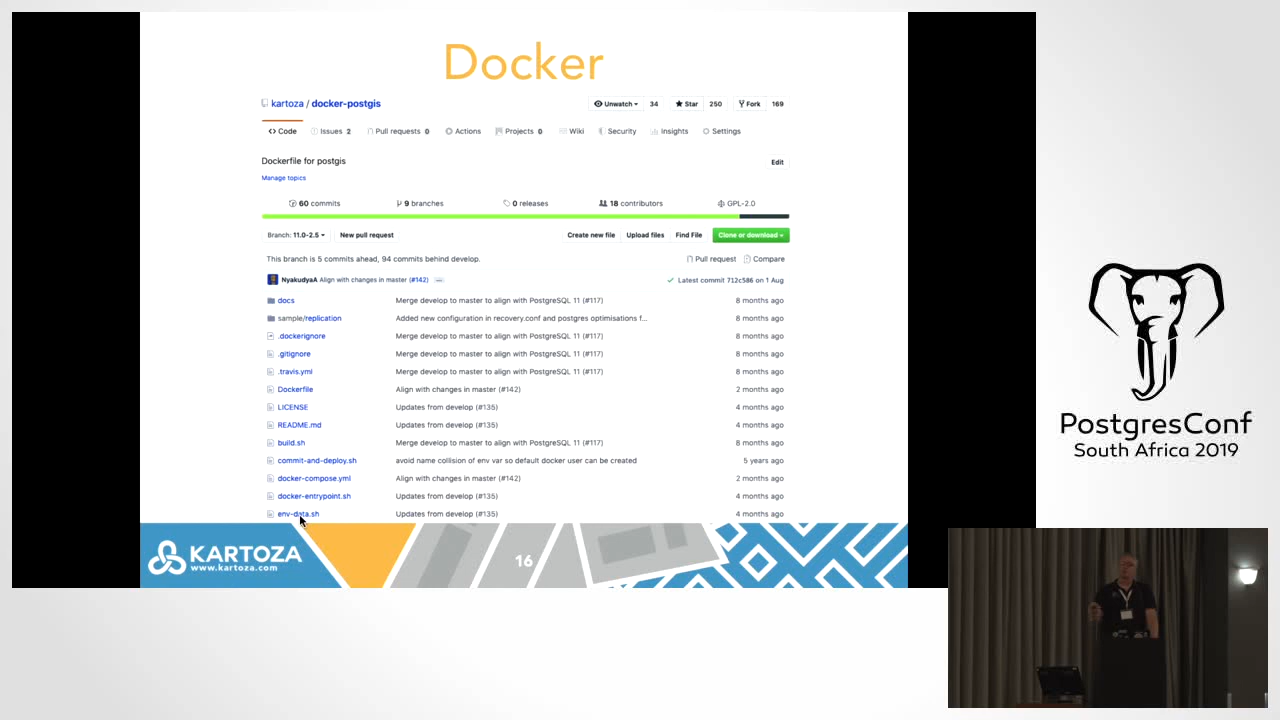 Docker
kartoza / docker-postgis
Unwatch 34 Star 250 Fork 169
Code Issues 2 Pull requests 0 Actions Projects 0 Wiki Security Insights Settings
Dockerfile for postgis Edit
Manage topics
60 commits 9 branches 0 releases 18 contributors GPL-2.0
Branch: 11.0-2.5 New pull request Create new file Upload files Find File Clone or download
This branch is 5 commits ahead, 94 commits behind develop. Pull request Compare
NyakudyaA Align with changes in master (#142) ... Latest commit 712c586 on 1 Aug
docs Merge develop to master to align with PostgreSQL 11 (#117) 8 months ago
sample/replication Added new configuration in recovery.conf and postgres optimisations f... 8 months ago
.dockerignore Merge develop to master to align with PostgreSQL 11 (#117) 8 months ago
.gitignore Merge develop to master to align with PostgreSQL 11 (#117) 8 months ago
.travis.yml Merge develop to master to align with PostgreSQL 11 (#117) 8 months ago
Dockerfile Align with changes in master (#142) 2 months ago
LICENSE Updates from develop (#135) 4 months ago
README.md Updates from develop (#135) 4 months ago
build.sh Merge develop to master to align with PostgreSQL 11 (#117) 8 months ago
commit-and-deploy.sh avoid name collision of env var so default docker user can be created 5 years ago
docker-compose.yml Align with changes in master (#142) 2 months ago
docker-entrypoint.sh Updates from develop (#135) 4 months ago
env-data.sh Updates from develop (#135) 4 months ago
KARTOZA
www.kartoza.com
16
PostgresConf
South Africa 2019